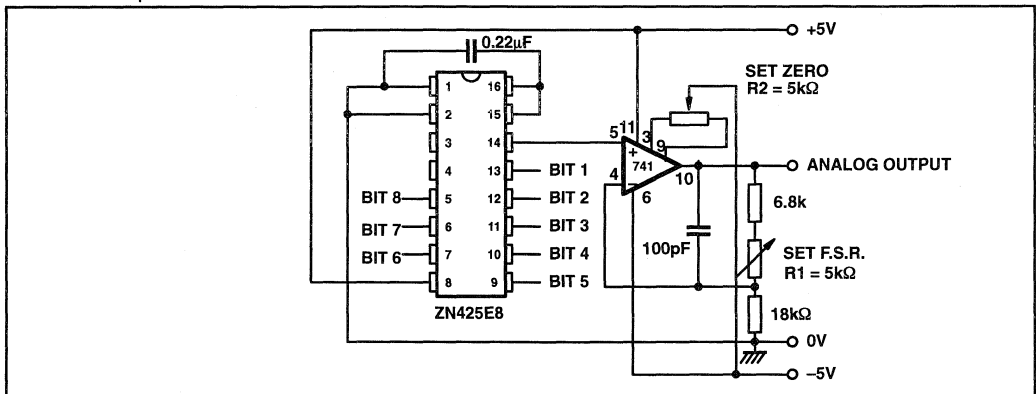 +5V
0.22μF
SET ZERO
R2 = 5kΩ
1
16
2
15
3
14
4
13
BIT 1
BIT 8
5
12
BIT 2
BIT 7
6
11
BIT 3
BIT 6
7
10
BIT 4
8
9
BIT 5
ZN425E8
5
11
3
9
+
741
4
–
10
6
ANALOG OUTPUT
6.8k
100pF
SET F.S.R.
R1 = 5kΩ
18kΩ
0V
–5V